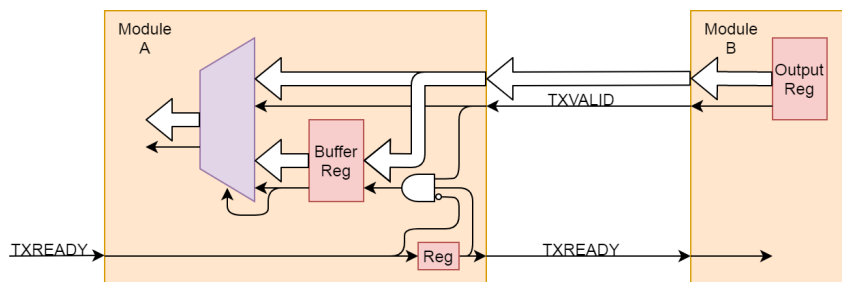 Module
A
Module
B
Output
Reg
TXVALID
Buffer
Reg
TXREADY
Reg
TXREADY